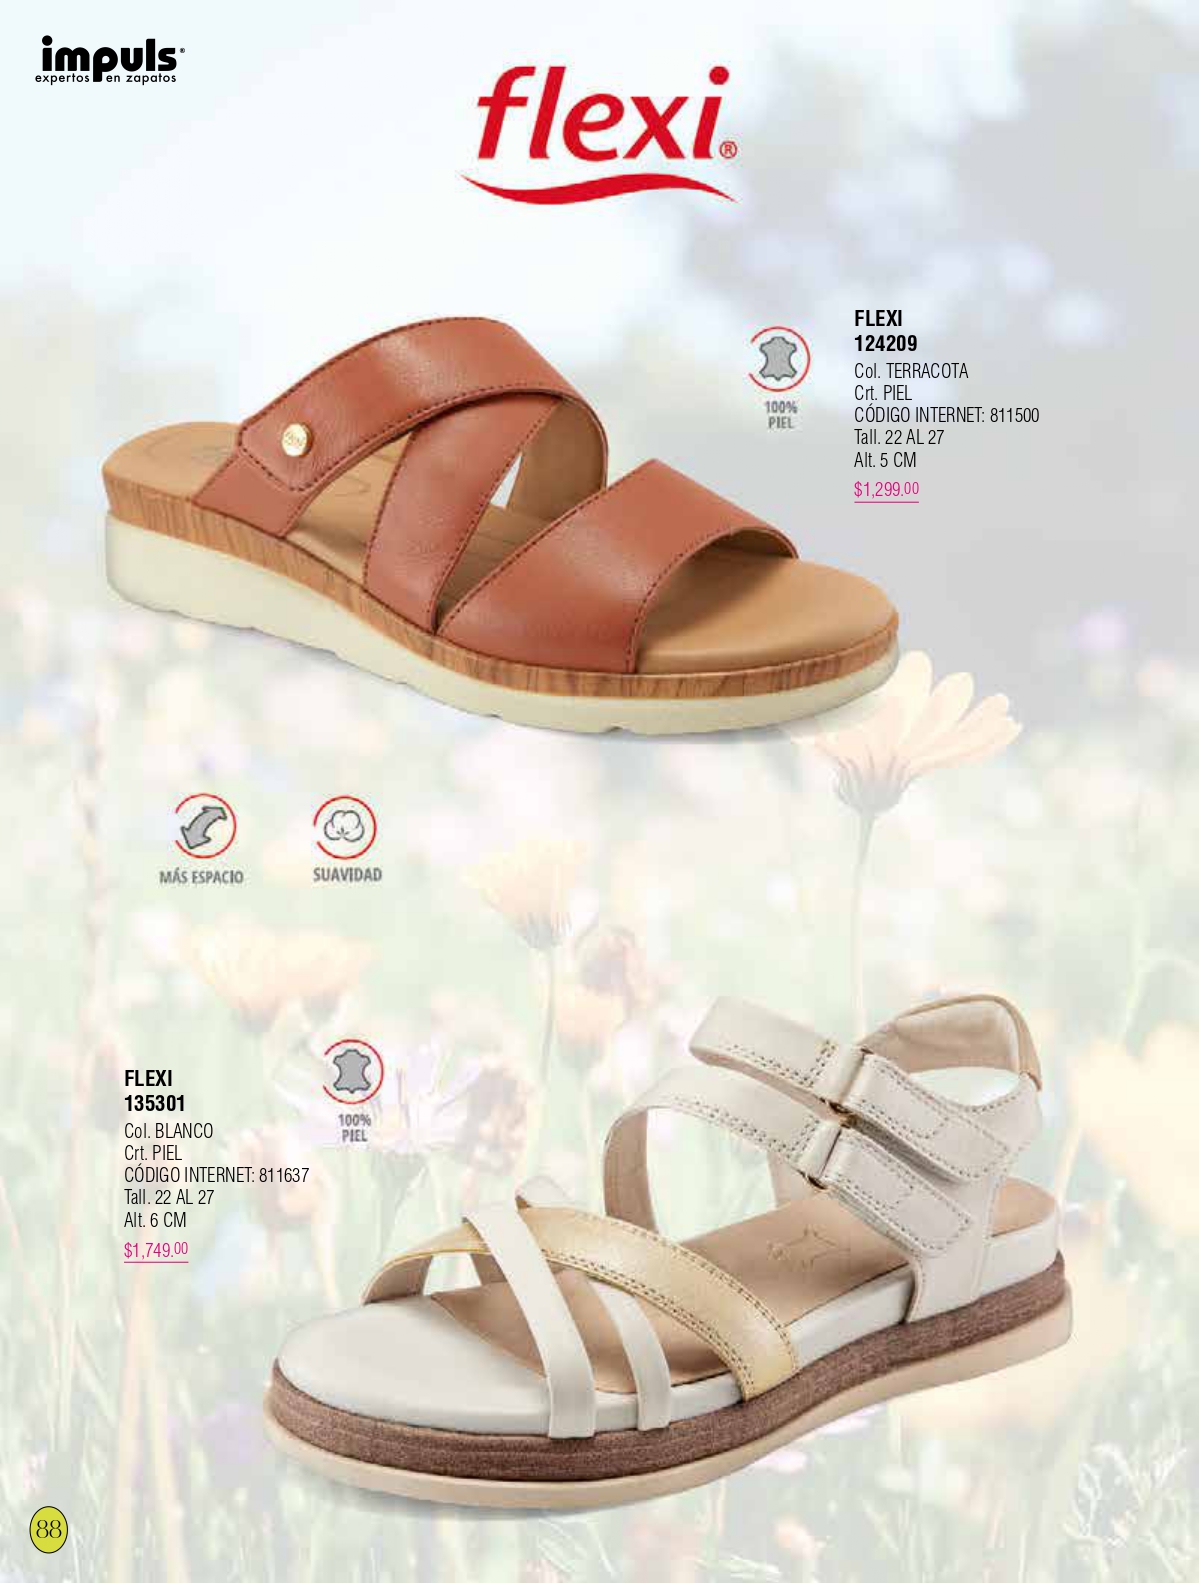 impuls®
expertos en zapatos
flexi®
FLEXI
124209
Col. TERRACOTA
Crt. PIEL
CÓDIGO INTERNET: 811500
Tall. 22 AL 27
Alt. 5 CM
$1,299.00
100%
PIEL
MÁS ESPACIO
SUAVIDAD
FLEXI
135301
Col. BLANCO
Crt. PIEL
CÓDIGO INTERNET: 811637
Tall. 22 AL 27
Alt. 6 CM
$1,749.00
100%
PIEL
88